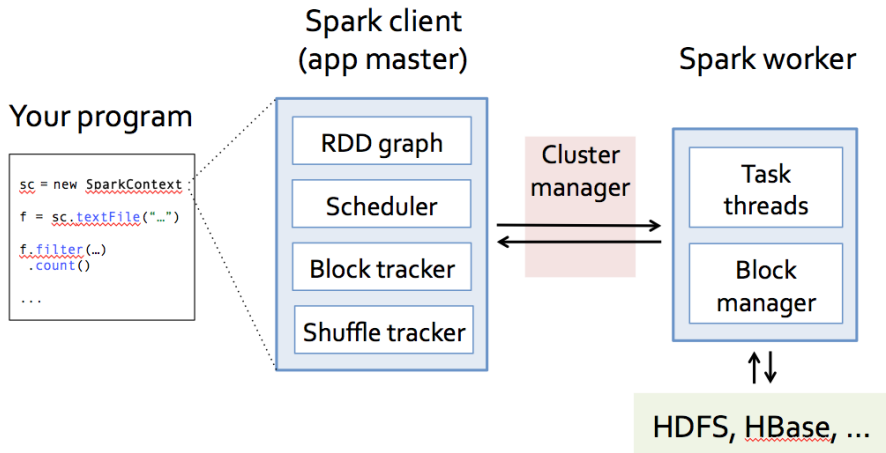 Your program
sc = new SparkContext
f = sc.textFile("…")
f.filter(…)
.count()
...
Spark client
(app master)
RDD graph
Scheduler
Block tracker
Shuffle tracker
Cluster
manager
Spark worker
Task
threads
Block
manager
HDFS, HBase, ...